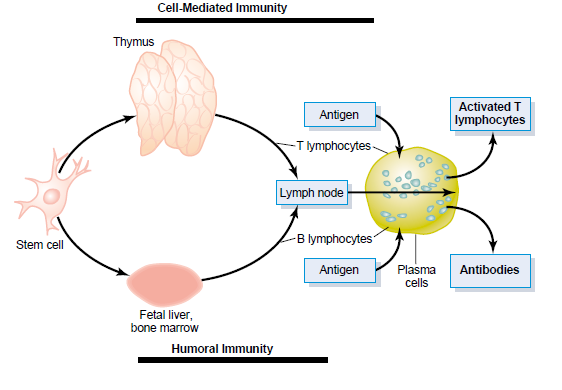 Cell-Mediated Immunity
Thymus
Antigen
Activated T
lymphocytes
T lymphocytes
Lymph node
Stem cell
B lymphocytes
Antigen
Plasma
cells
Antibodies
Fetal liver,
bone marrow
Humoral Immunity